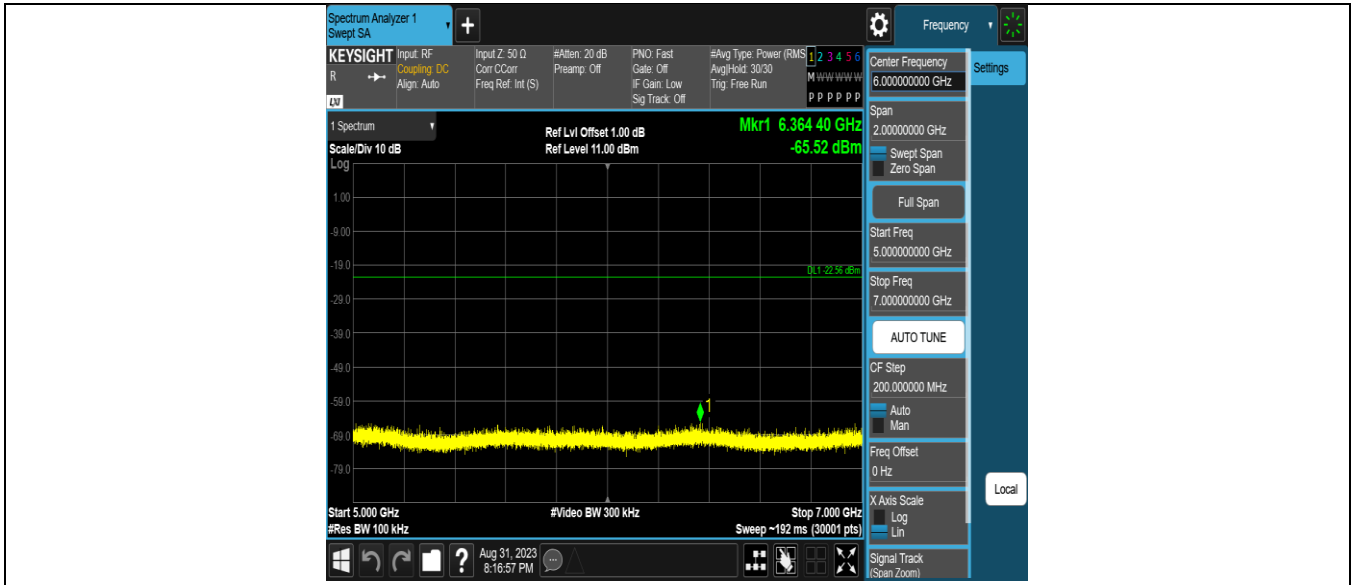 Spectrum Analyzer 1
Swept SA
Frequency
KEYSIGHT
R
LXI
Input: RF
Coupling: DC
Align: Auto
Input Z: 50 Ω
Corr CCorr
Freq Ref: Int (S)
#Atten: 20 dB
Preamp: Off
PNO: Fast
Gate: Off
IF Gain: Low
Sig Track: Off
#Avg Type: Power (RMS
Avg|Hold: 30/30
Trig: Free Run
1 2 3 4 5 6
M W W W W W
P P P P P P
1 Spectrum
Scale/Div 10 dB
Log
Ref Lvl Offset 1.00 dB
Ref Level 11.00 dBm
Mkr1 6.364 40 GHz
-65.52 dBm
1.00
-9.00
-19.0
DL1 -22.56 dBm
-29.0
-39.0
-49.0
-59.0
1
-69.0
-79.0
Start 5.000 GHz
#Res BW 100 kHz
#Video BW 300 kHz
Stop 7.000 GHz
Sweep ~192 ms (30001 pts)
?
Aug 31, 2023
8:16:57 PM
Center Frequency
6.000000000 GHz
Span
2.00000000 GHz
Swept Span
Zero Span
Full Span
Start Freq
5.000000000 GHz
Stop Freq
7.000000000 GHz
AUTO TUNE
CF Step
200.000000 MHz
Auto
Man
Freq Offset
0 Hz
X Axis Scale
Log
Lin
Signal Track
(Span Zoom)
Settings
Local